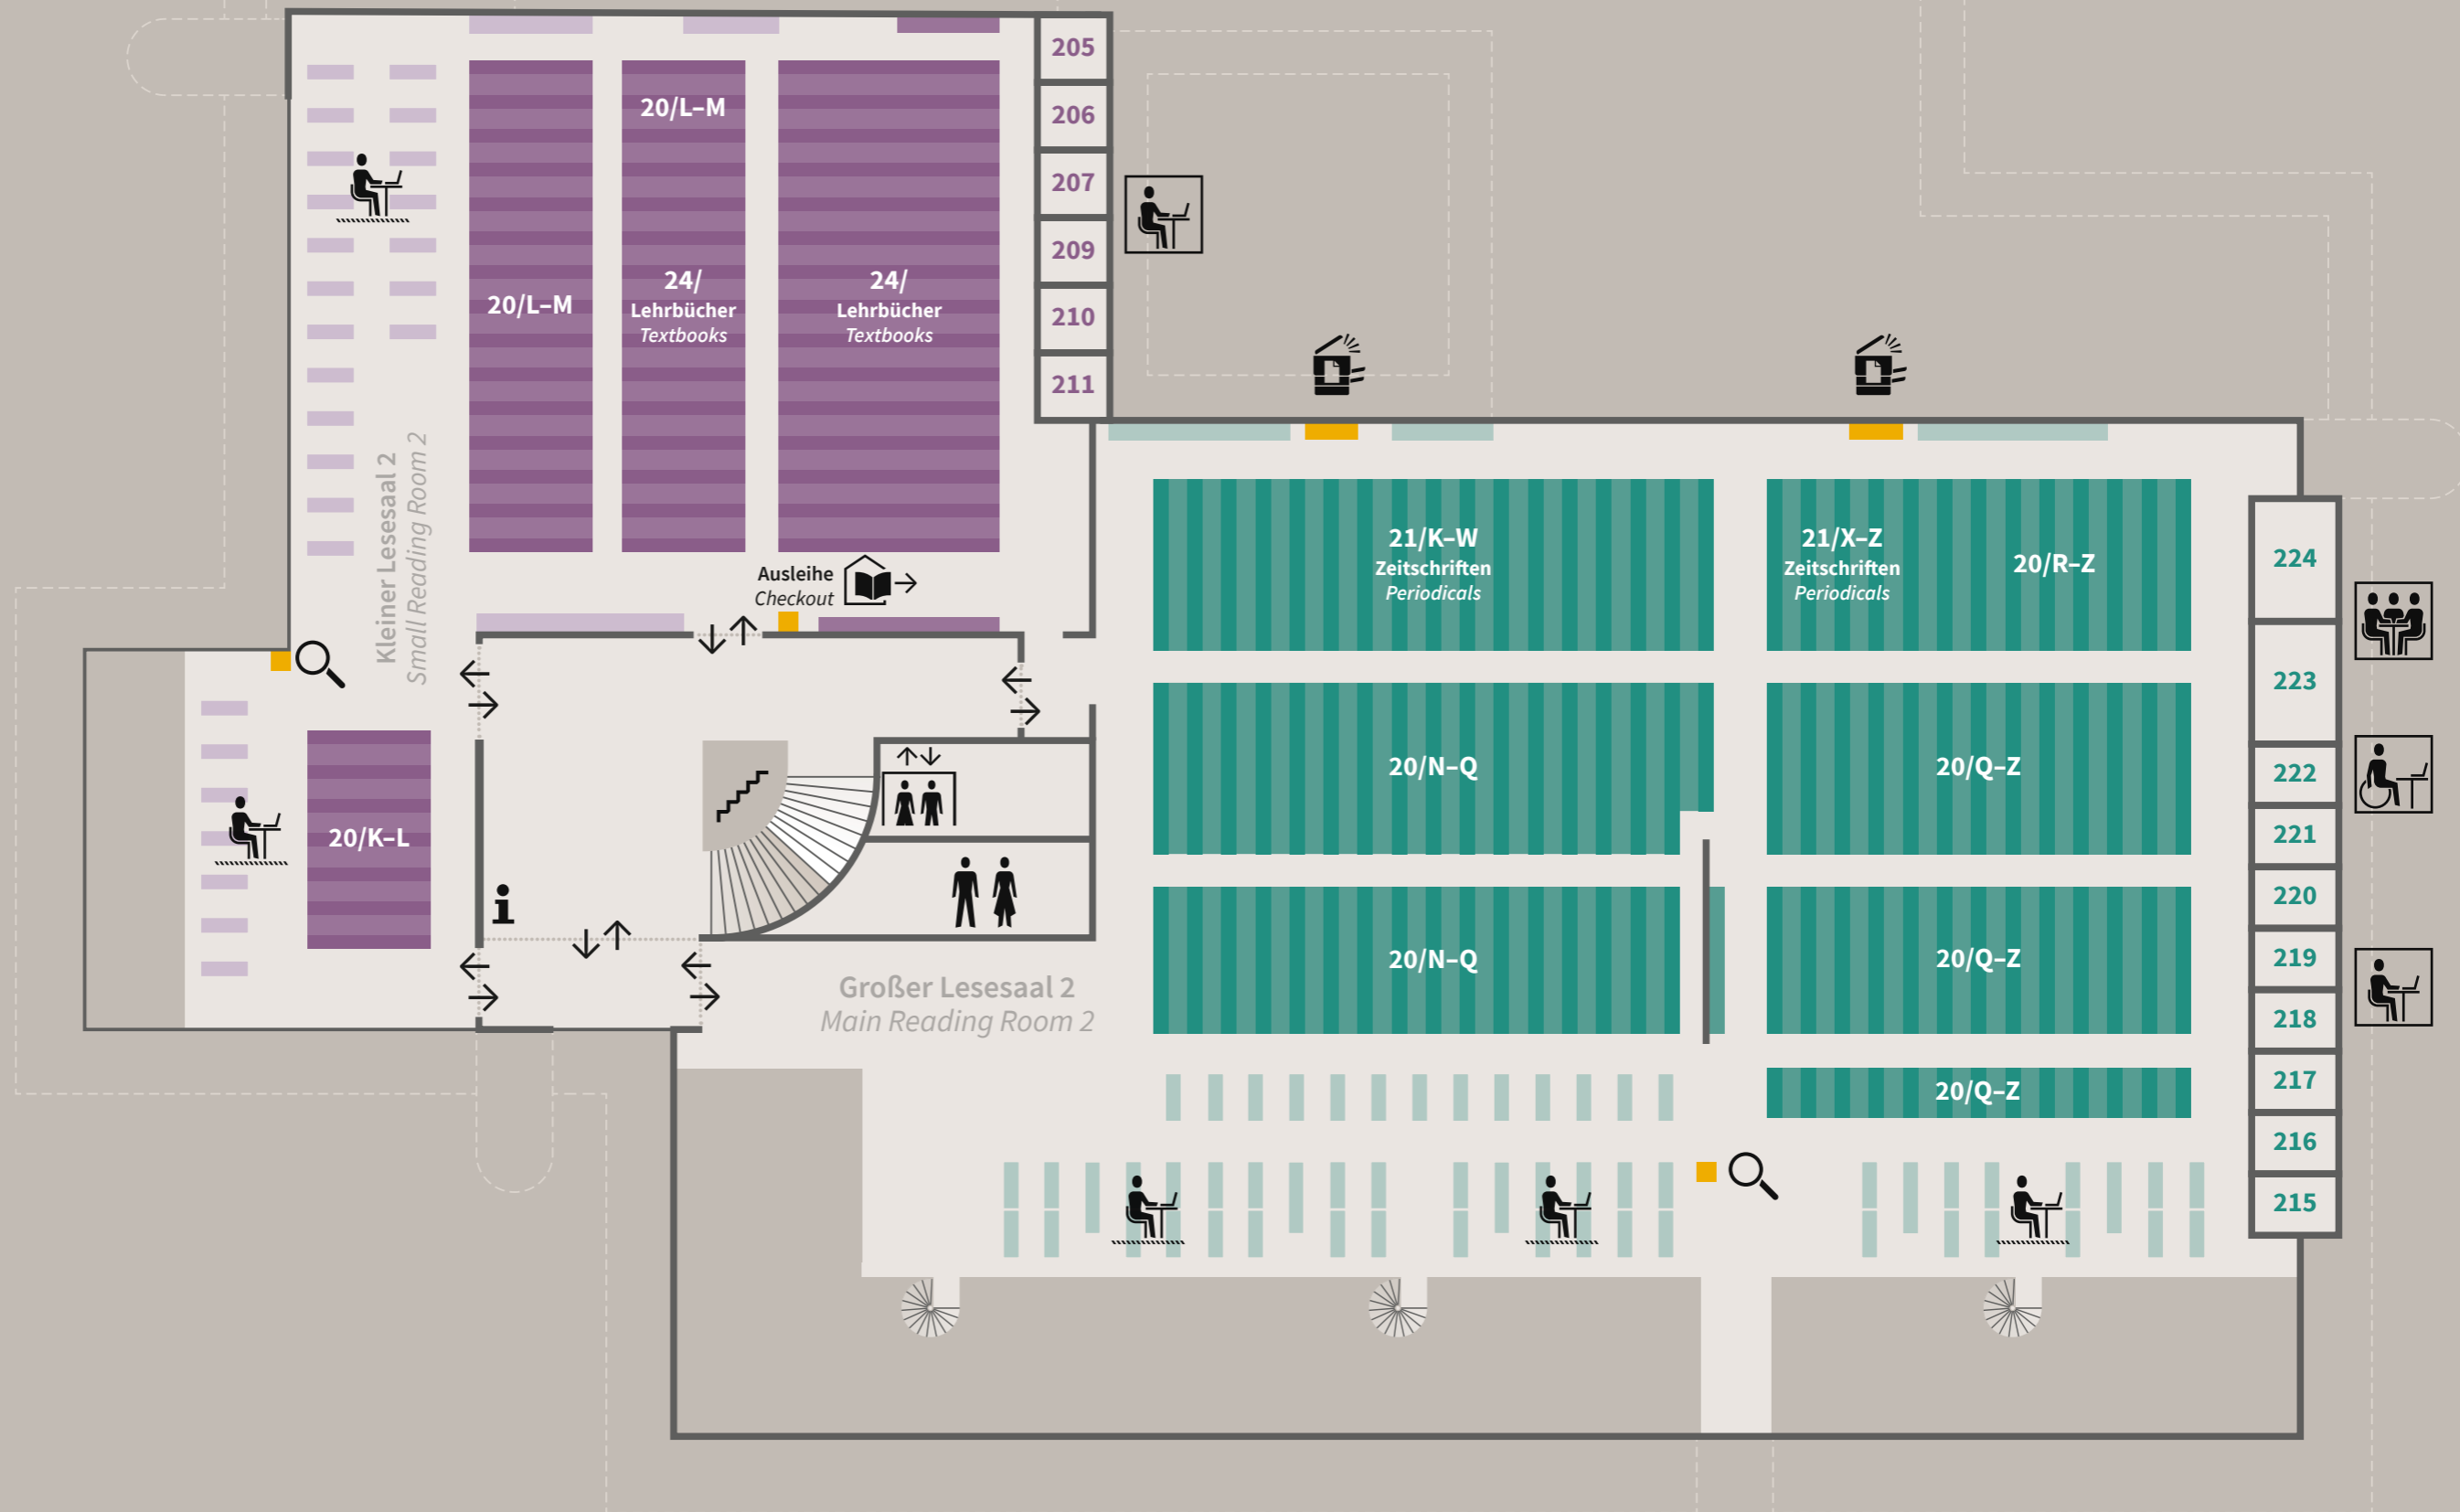 205
206
207
209
210
211
20/L–M
20/L–M
24/
Lehrbücher
Textbooks
24/
Lehrbücher
Textbooks
Kleiner Lesesaal 2
Small Reading Room 2
Ausleihe
Checkout
20/K–L
i
Großer Lesesaal 2
Main Reading Room 2
21/K–W
Zeitschriften
Periodicals
21/X–Z
Zeitschriften
Periodicals
20/R–Z
20/N–Q
20/Q–Z
20/N–Q
20/Q–Z
20/Q–Z
224
223
222
221
220
219
218
217
216
215